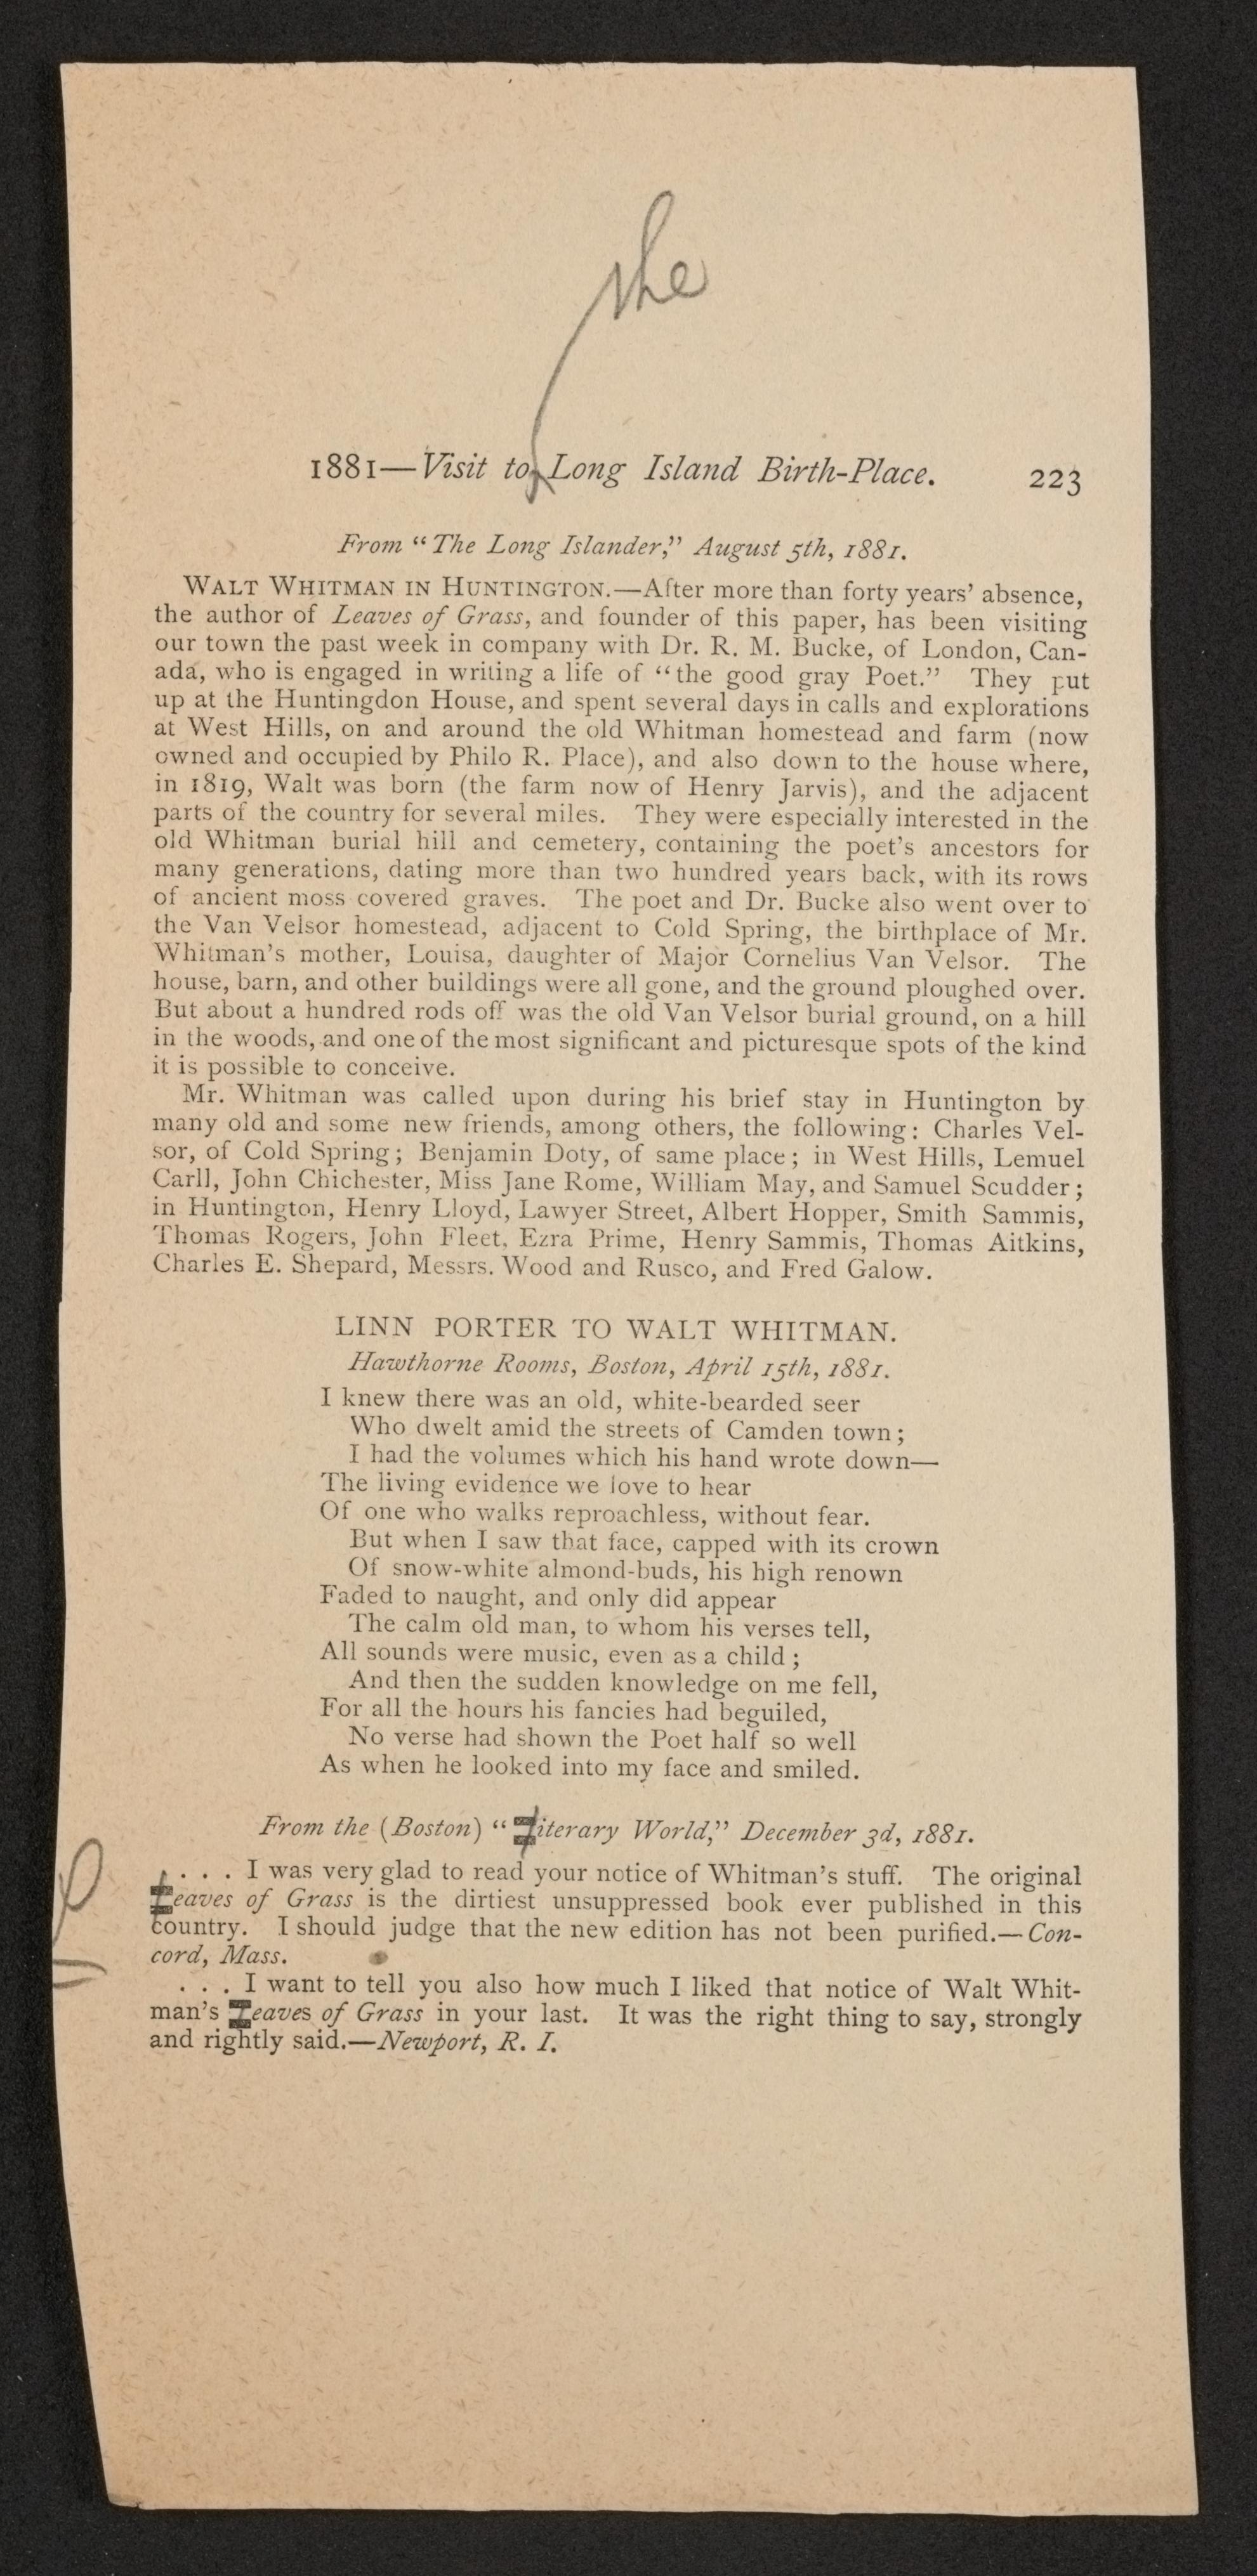 the
1881—Visit to Long Island Birth-Place. 223
From “The Long Islander,” August 5th, 1881.
WALT WHITMAN IN HUNTINGTON.—After more than forty years’ absence,
the author of Leaves of Grass, and founder of this paper, has been visiting
our town the past week in company with Dr. R. M. Bucke, of London, Can-
ada, who is engaged in writing a life of “the good gray Poet.” They put
up at the Huntingdon House, and spent several days in calls and explorations
at West Hills, on and around the old Whitman homestead and farm (now
owned and occupied by Philo R. Place), and also down to the house where,
in 1819, Walt was born (the farm now of Henry Jarvis), and the adjacent
parts of the country for several miles. They were especially interested in the
old Whitman burial hill and cemetery, containing the poet’s ancestors for
many generations, dating more than two hundred years back, with its rows
of ancient moss covered graves. The poet and Dr. Bucke also went over to
the Van Velsor homestead, adjacent to Cold Spring, the birthplace of Mr.
Whitman’s mother, Louisa, daughter of Major Cornelius Van Velsor. The
house, barn, and other buildings were all gone, and the ground ploughed over.
But about a hundred rods off was the old Van Velsor burial ground, on a hill
in the woods, and one of the most significant and picturesque spots of the kind
it is possible to conceive.
Mr. Whitman was called upon during his brief stay in Huntington by
many old and some new friends, among others, the following: Charles Vel-
sor, of Cold Spring; Benjamin Doty, of same place; in West Hills, Lemuel
Carll, John Chichester, Miss Jane Rome, William May, and Samuel Scudder;
in Huntington, Henry Lloyd, Lawyer Street, Albert Hopper, Smith Sammis,
Thomas Rogers, John Fleet, Ezra Prime, Henry Sammis, Thomas Aitkins,
Charles E. Shepard, Messrs. Wood and Rusco, and Fred Galow.
LINN PORTER TO WALT WHITMAN.
Hawthorne Rooms, Boston, April 15th, 1881.
I knew there was an old, white-bearded seer
Who dwelt amid the streets of Camden town;
I had the volumes which his hand wrote down—
The living evidence we love to hear
Of one who walks reproachless, without fear.
But when I saw that face, capped with its crown
Of snow-white almond-buds, his high renown
Faded to naught, and only did appear
The calm old man, to whom his verses tell,
All sounds were music, even as a child;
And then the sudden knowledge on me fell,
For all the hours his fancies had beguiled,
No verse had shown the Poet half so well
As when he looked into my face and smiled.
From the (Boston) “Literary World,” December 3d, 1881.
. . . . I was very glad to read your notice of Whitman’s stuff. The original
Leaves of Grass is the dirtiest unsuppressed book ever published in this
country. I should judge that the new edition has not been purified.—Con-
cord, Mass.
. . . I want to tell you also how much I liked that notice of Walt Whit-
man’s Leaves of Grass in your last. It was the right thing to say, strongly
and rightly said.—Newport, R. I.